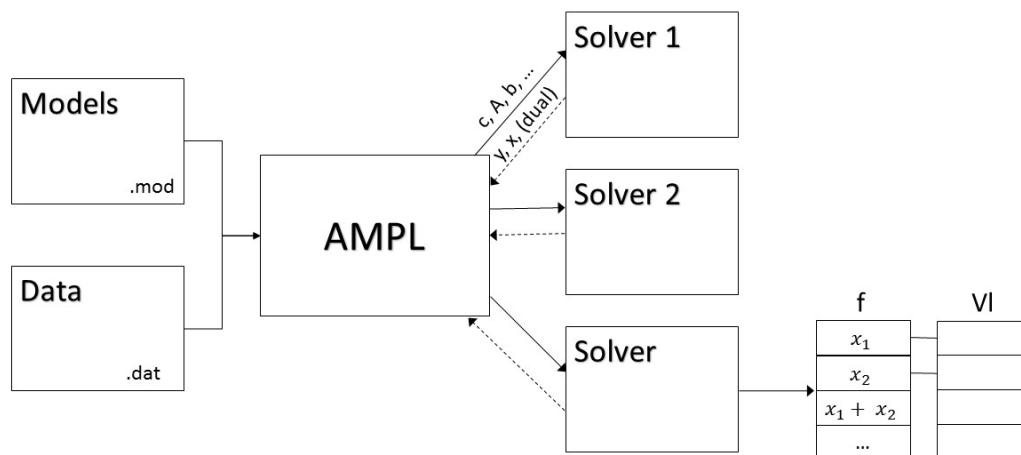 Models
.mod
Data
.dat
AMPL
c, A, b, ...
y, x, (dual)
Solver 1
Solver 2
Solver
f
x₁
x₂
x₁ + x₂
...
Vl